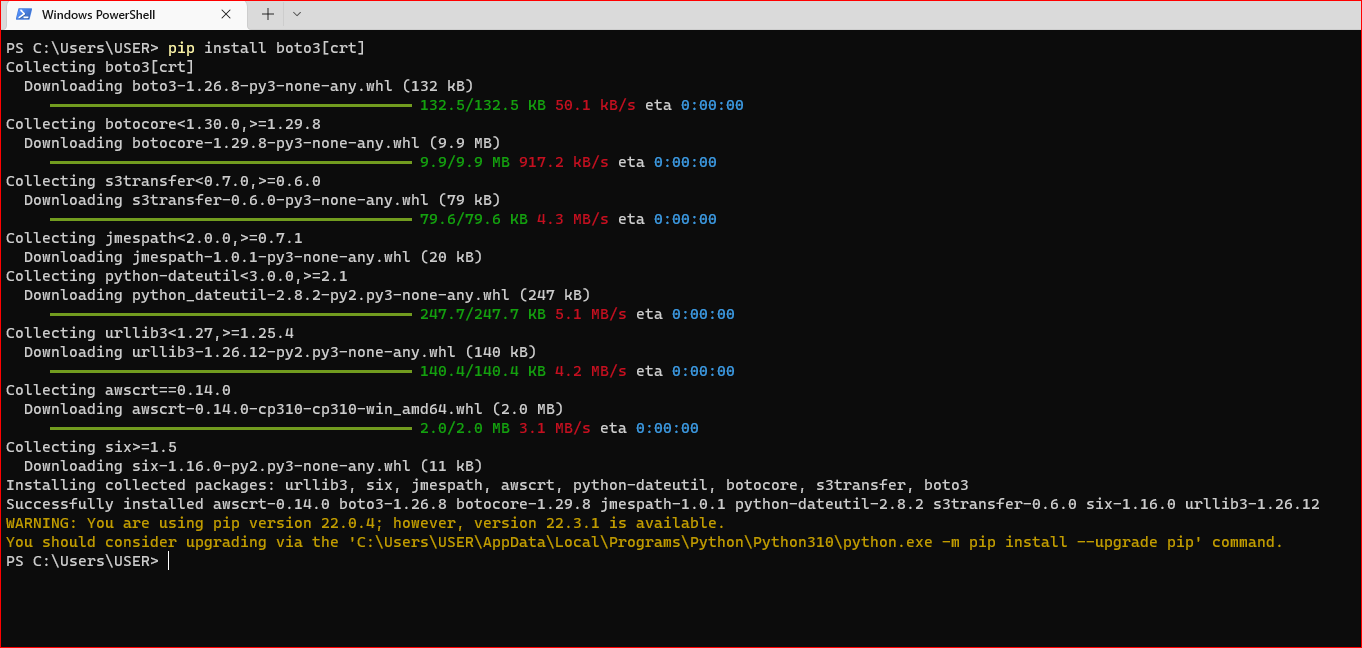 Windows PowerShell
PS C:\Users\USER> pip install boto3[crt]
Collecting boto3[crt]
  Downloading boto3-1.26.8-py3-none-any.whl (132 kB)
132.5/132.5 KB 50.1 kB/s eta 0:00:00
Collecting botocore<1.30.0,>=1.29.8
  Downloading botocore-1.29.8-py3-none-any.whl (9.9 MB)
9.9/9.9 MB 917.2 kB/s eta 0:00:00
Collecting s3transfer<0.7.0,>=0.6.0
  Downloading s3transfer-0.6.0-py3-none-any.whl (79 kB)
79.6/79.6 KB 4.3 MB/s eta 0:00:00
Collecting jmespath<2.0.0,>=0.7.1
  Downloading jmespath-1.0.1-py3-none-any.whl (20 kB)
Collecting python-dateutil<3.0.0,>=2.1
  Downloading python_dateutil-2.8.2-py2.py3-none-any.whl (247 kB)
247.7/247.7 KB 5.1 MB/s eta 0:00:00
Collecting urllib3<1.27,>=1.25.4
  Downloading urllib3-1.26.12-py2.py3-none-any.whl (140 kB)
140.4/140.4 KB 4.2 MB/s eta 0:00:00
Collecting awscrt==0.14.0
  Downloading awscrt-0.14.0-cp310-cp310-win_amd64.whl (2.0 MB)
2.0/2.0 MB 3.1 MB/s eta 0:00:00
Collecting six>=1.5
  Downloading six-1.16.0-py2.py3-none-any.whl (11 kB)
Installing collected packages: urllib3, six, jmespath, awscrt, python-dateutil, botocore, s3transfer, boto3
Successfully installed awscrt-0.14.0 boto3-1.26.8 botocore-1.29.8 jmespath-1.0.1 python-dateutil-2.8.2 s3transfer-0.6.0 six-1.16.0 urllib3-1.26.12
WARNING: You are using pip version 22.0.4; however, version 22.3.1 is available.
You should consider upgrading via the 'C:\Users\USER\AppData\Local\Programs\Python\Python310\python.exe -m pip install --upgrade pip' command.
PS C:\Users\USER>